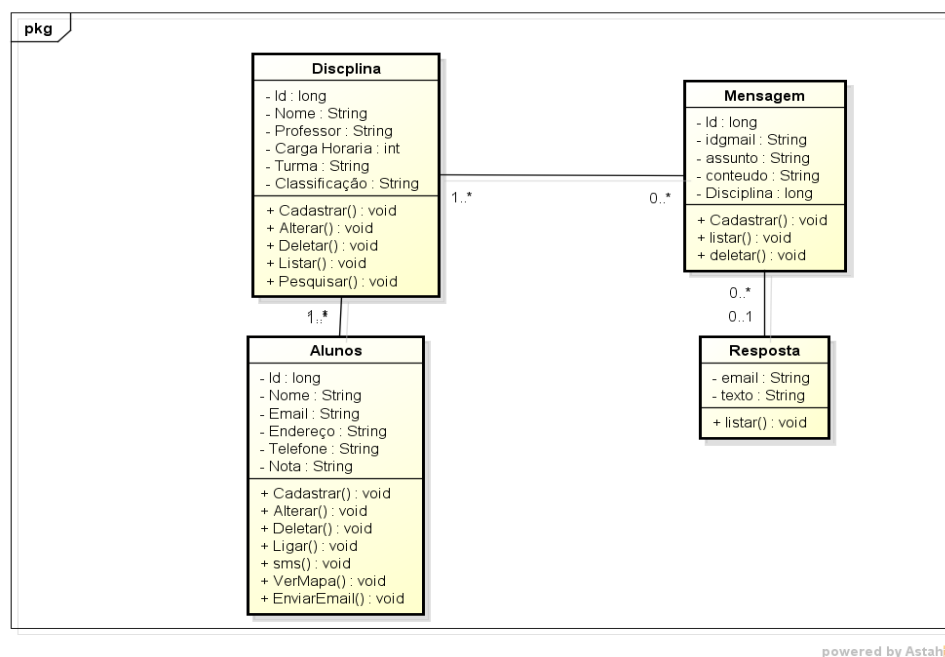 pkg
Discplina
- Id : long
- Nome : String
- Professor : String
- Carga Horaria : int
- Turma : String
- Classificação : String
+ Cadastrar() : void
+ Alterar() : void
+ Deletar() : void
+ Listar() : void
+ Pesquisar() : void
Mensagem
- Id : long
- idgmail : String
- assunto : String
- conteudo : String
- Disciplina : long
+ Cadastrar() : void
+ listar() : void
+ deletar() : void
1..*
0..*
0..*
0..1
1..*
Alunos
- Id : long
- Nome : String
- Email : String
- Endereço : String
- Telefone : String
- Nota : String
+ Cadastrar() : void
+ Alterar() : void
+ Deletar() : void
+ Ligar() : void
+ sms() : void
+ VerMapa() : void
+ EnviarEmail() : void
Resposta
- email : String
- texto : String
+ listar() : void
powered by Astah